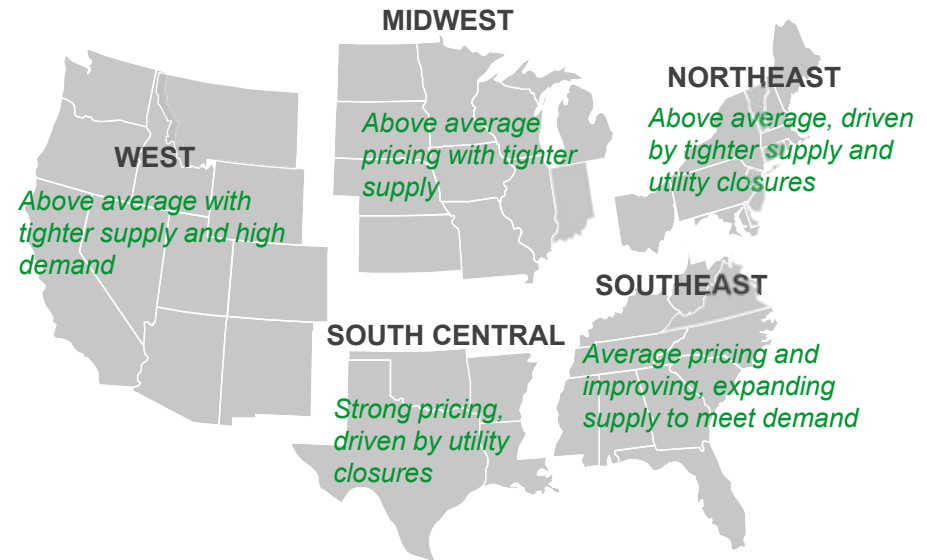 MIDWEST
Above average
pricing with tighter
supply
NORTHEAST
Above average, driven
by tighter supply and
utility closures
WEST
Above average with
tighter supply and high
demand
SOUTHEAST
Average pricing and
improving, expanding
supply to meet demand
SOUTH CENTRAL
Strong pricing,
driven by utility
closures